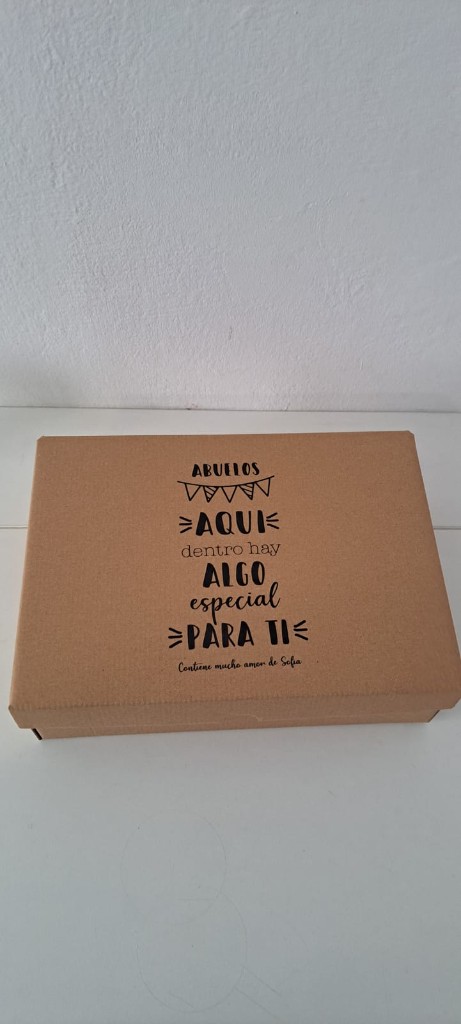 ABUELOS
AQUI
dentro hay
ALGO
especial
PARA TI
Contiene mucho amor de Sofia